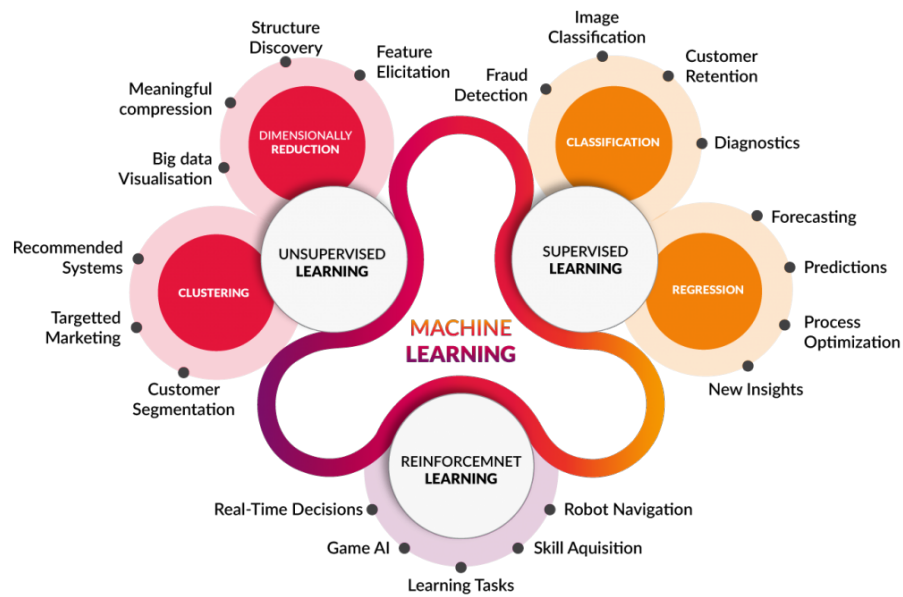 Structure
Discovery
Feature
Elicitation
Meaningful
compression
Big data
Visualisation
DIMENSIONALLY
REDUCTION
UNSUPERVISED
LEARNING
Recommended
Systems
Targetted
Marketing
Customer
Segmentation
CLUSTERING
Image
Classification
Fraud
Detection
Customer
Retention
Diagnostics
CLASSIFICATION
SUPERVISED
LEARNING
Forecasting
Predictions
Process
Optimization
New Insights
REGRESSION
MACHINE
LEARNING
REINFORCEMNET
LEARNING
Real-Time Decisions
Game AI
Learning Tasks
Skill Aquisition
Robot Navigation